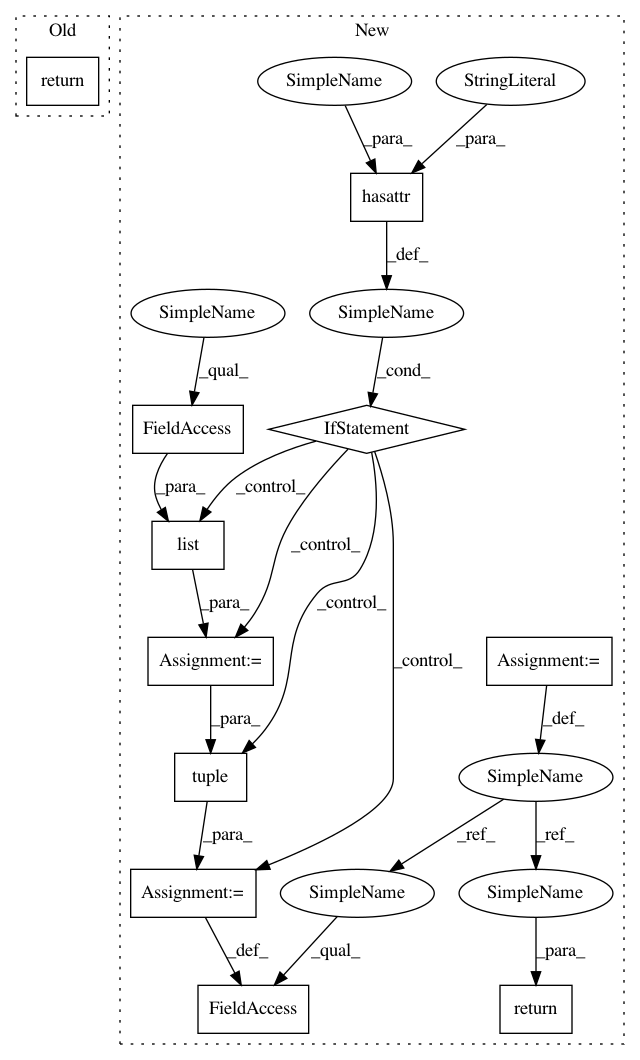 Old
New
return
SimpleName
StringLiteral
_para_
_para_
hasattr
_def_
SimpleName
SimpleName
_qual_
_cond_
FieldAccess
IfStatement
_para_
_control_
list
_control_
_para_
_control_
Assignment:=
_control_
Assignment:=
_para_
_def_
tuple
SimpleName
_para_
_ref_
_ref_
Assignment:=
SimpleName
SimpleName
_def_
_qual_
_para_
FieldAccess
return